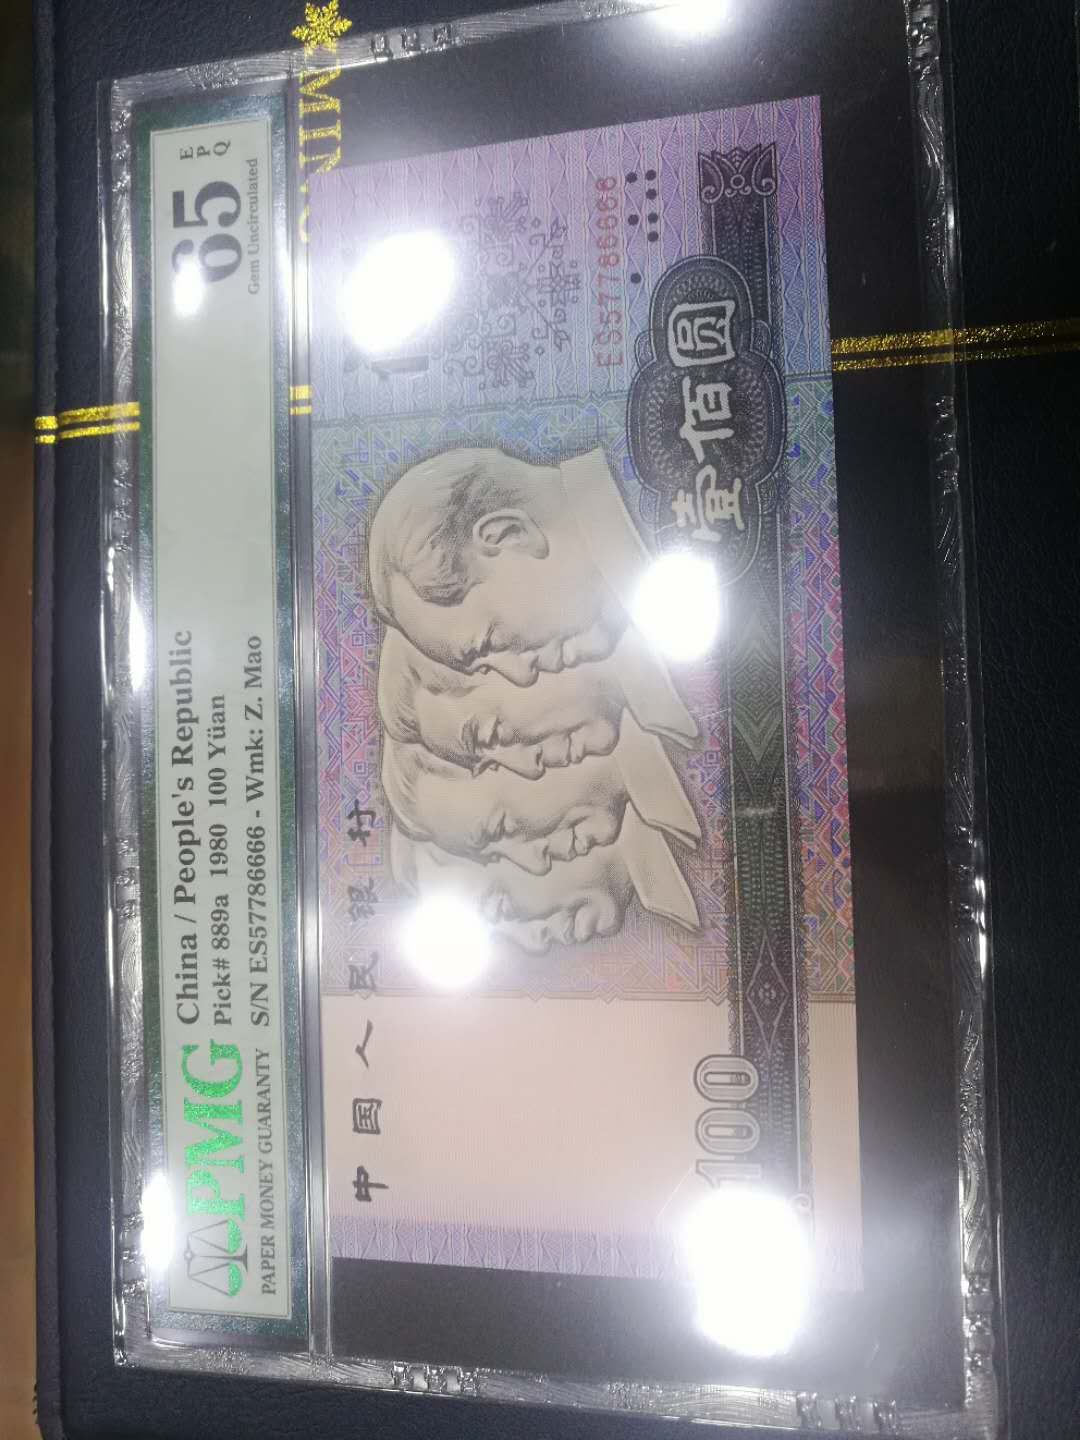 China / People's Republic
Pick# 889a 1980 100 Yüan
S/N ES57786666 - Wmk: Z. Mao
65
E
P
Q
Gem Uncirculated
PMG
PAPER MONEY GUARANTY
中国人民银行
ES57786666
壹佰圆
100